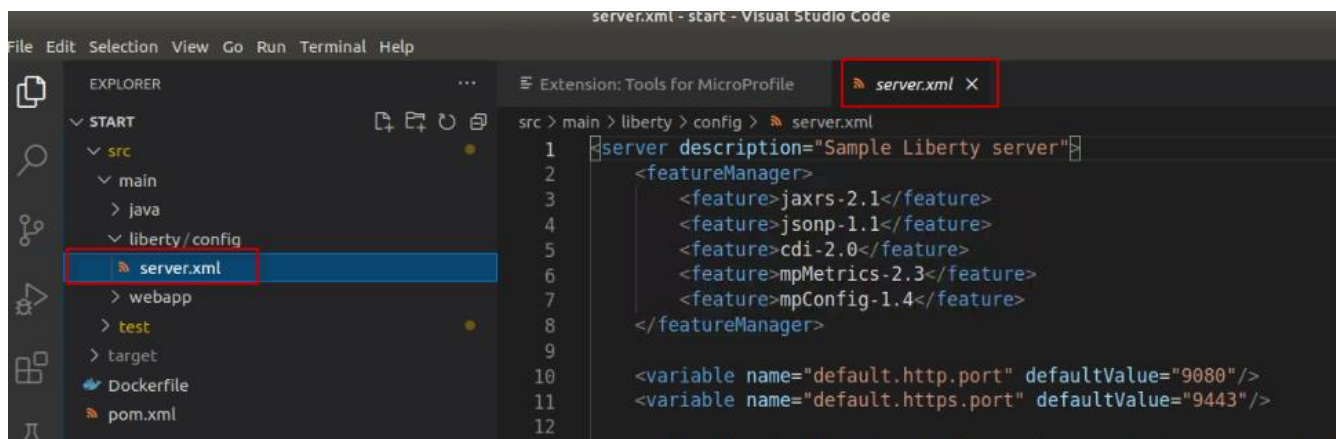 server.xml - start - Visual Studio Code
File Edit Selection View Go Run Terminal Help
EXPLORER
START
src
main
java
liberty/config
server.xml
webapp
test
target
Dockerfile
pom.xml
Extension: Tools for MicroProfile
server.xml
src > main > liberty > config > server.xml
1 <server description="Sample Liberty server">
2 <featureManager>
3 <feature>jaxrs-2.1</feature>
4 <feature>jsonp-1.1</feature>
5 <feature>cdi-2.0</feature>
6 <feature>mpMetrics-2.3</feature>
7 <feature>mpConfig-1.4</feature>
8 </featureManager>
9
10 <variable name="default.http.port" defaultValue="9080"/>
11 <variable name="default.https.port" defaultValue="9443"/>
12